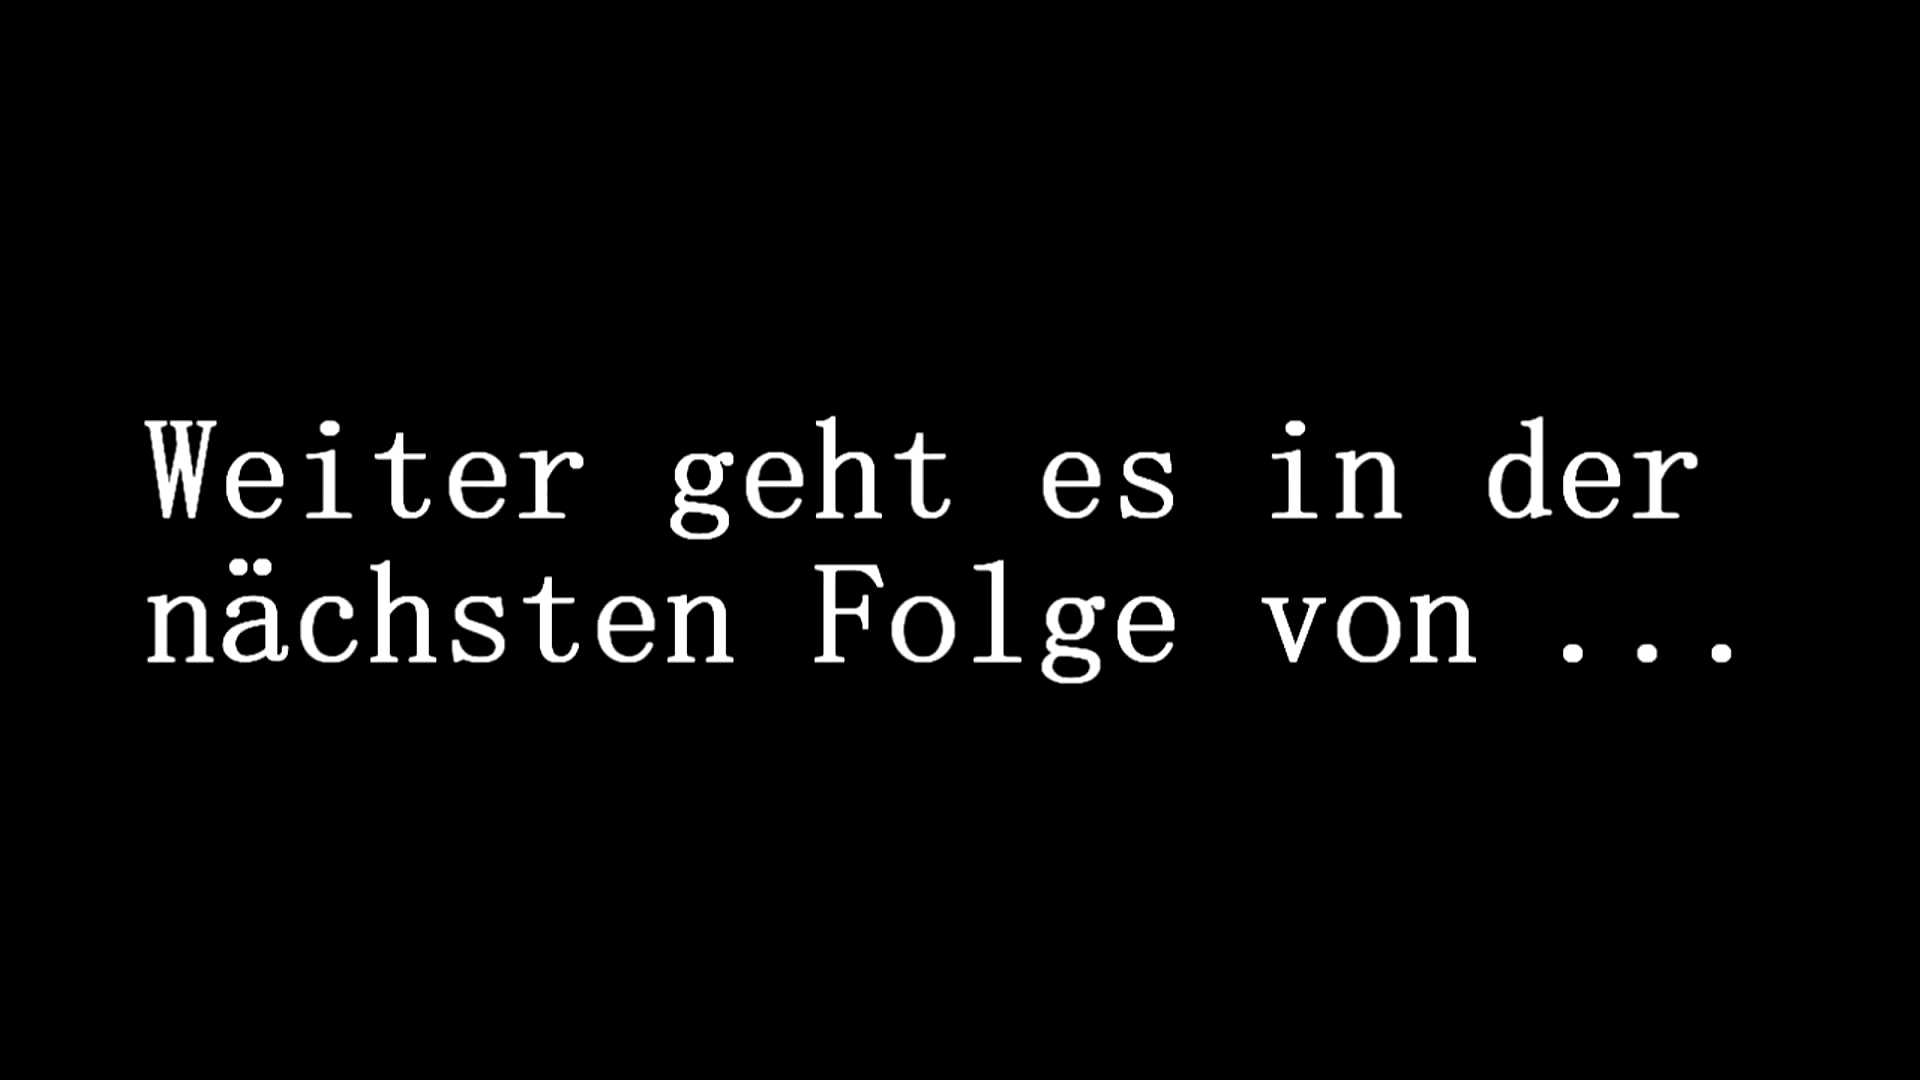 Weiter geht es in der
nächsten Folge von ...